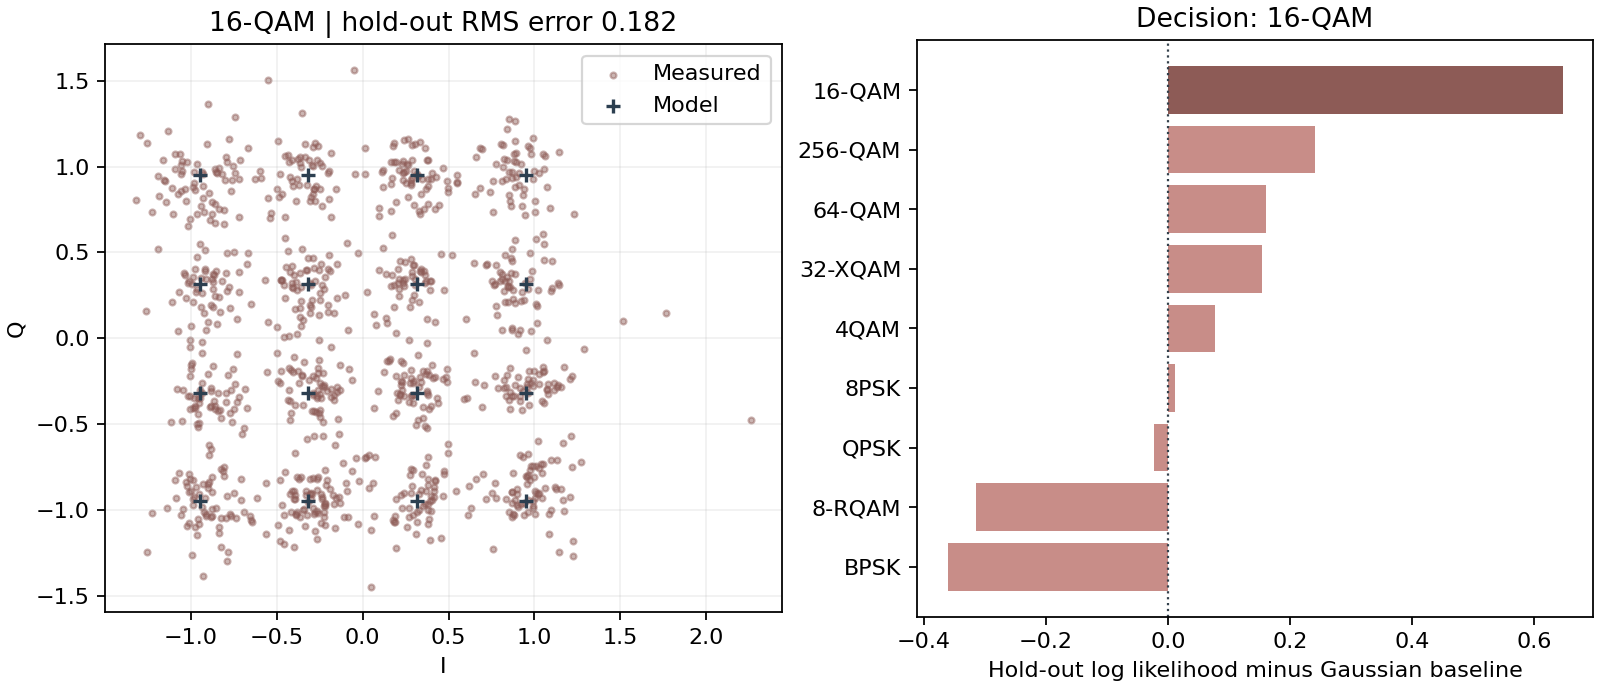 16-QAM | hold-out RMS error 0.182
Measured
Model
1.5
1.0
0.5
0.0
−0.5
−1.0
−1.5
Q
−1.0
−0.5
0.0
0.5
1.0
1.5
2.0
I
Decision: 16-QAM
16-QAM
256-QAM
64-QAM
32-XQAM
4QAM
8PSK
QPSK
8-RQAM
BPSK
−0.4
−0.2
0.0
0.2
0.4
0.6
Hold-out log likelihood minus Gaussian baseline